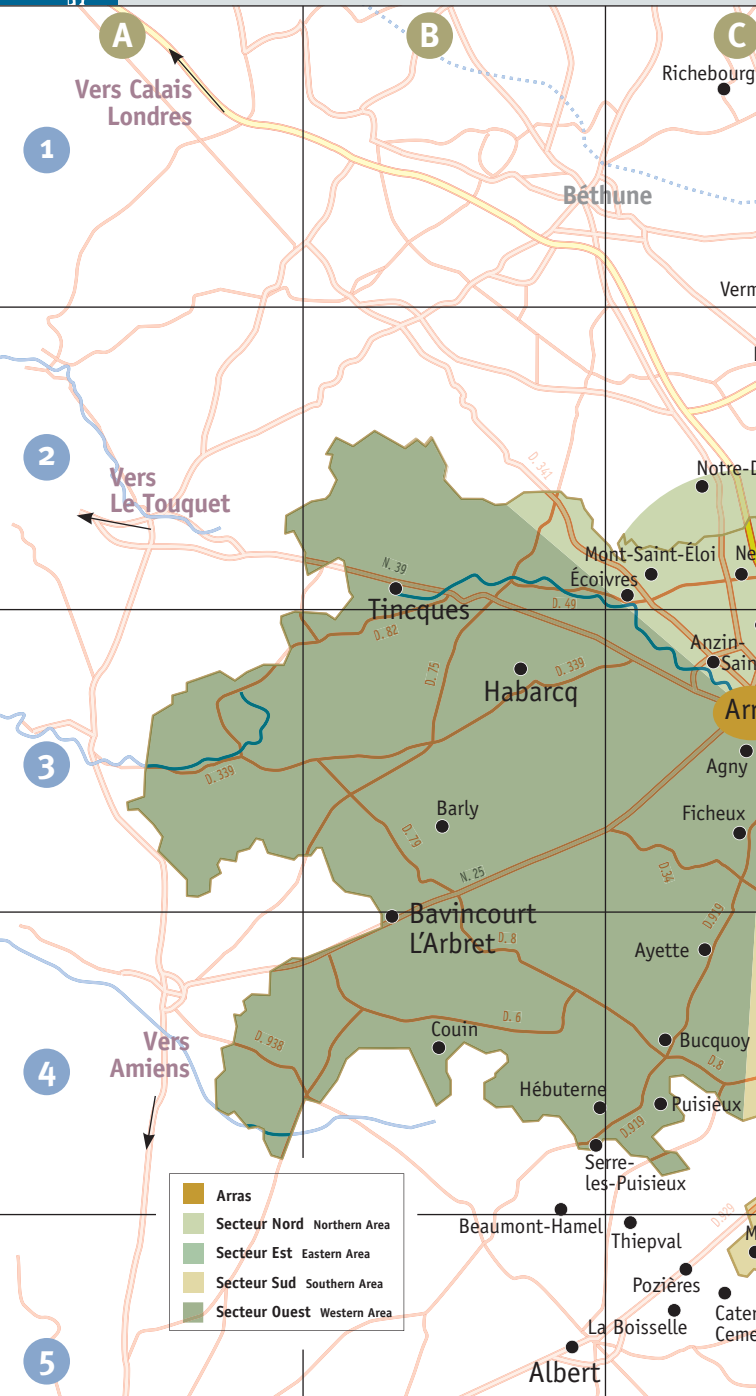 A
B
C
Richebourg
Vers Calais
Londres
1
Béthune
Verm
2
Vers
Le Touquet
D. 341
Notre-D
N. 39
Mont-Saint-Éloi
Ne
Écoivres
Tincques
D. 49
D. 82
Anzin-
Sain
D. 75
D. 339
Habarcq
Arr
3
D. 339
Agny
Barly
Ficheux
D. 79
N. 25
D.34
Bavincourt
L'Arbret
D. 8
D.919
Ayette
D. 6
Couin
D. 938
Vers
Amiens
4
Bucquoy
D.8
Hébuterne
Puisieux
D.919
Serre-
les-Puisieux
Arras
Secteur Nord Northern Area
Secteur Est Eastern Area
Secteur Sud Southern Area
Secteur Ouest Western Area
Beaumont-Hamel
Thiepval
D.929
M
Pozières
La Boisselle
Cater
Ceme
5
Albert